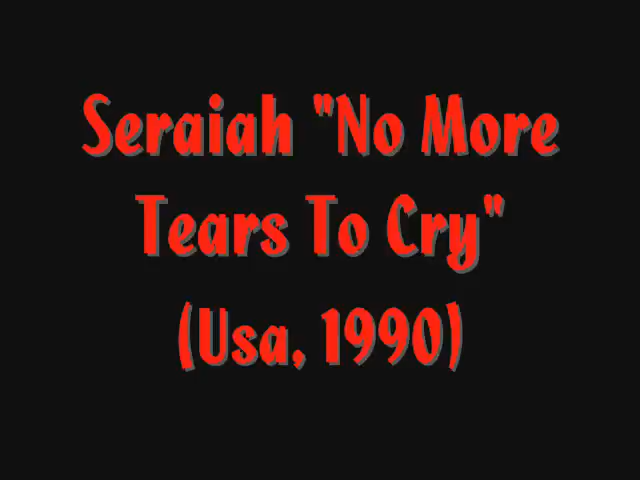 Seraiah "No More
Tears To Cry"
(Usa, 1990)